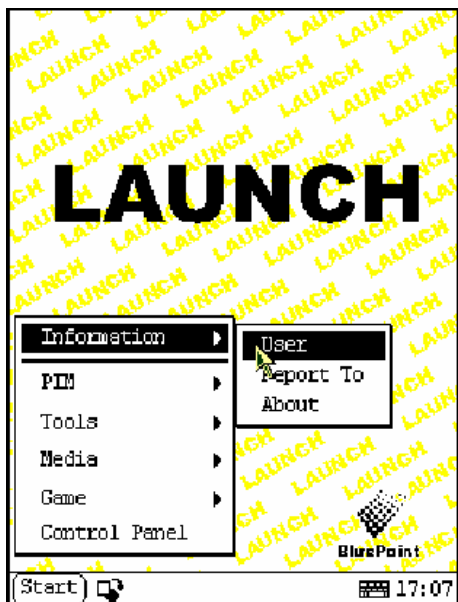 LAUNCH
Information
PIM
Tools
Media
Game
Control Panel
User
Report To
About
BluePoint
Start
17:07